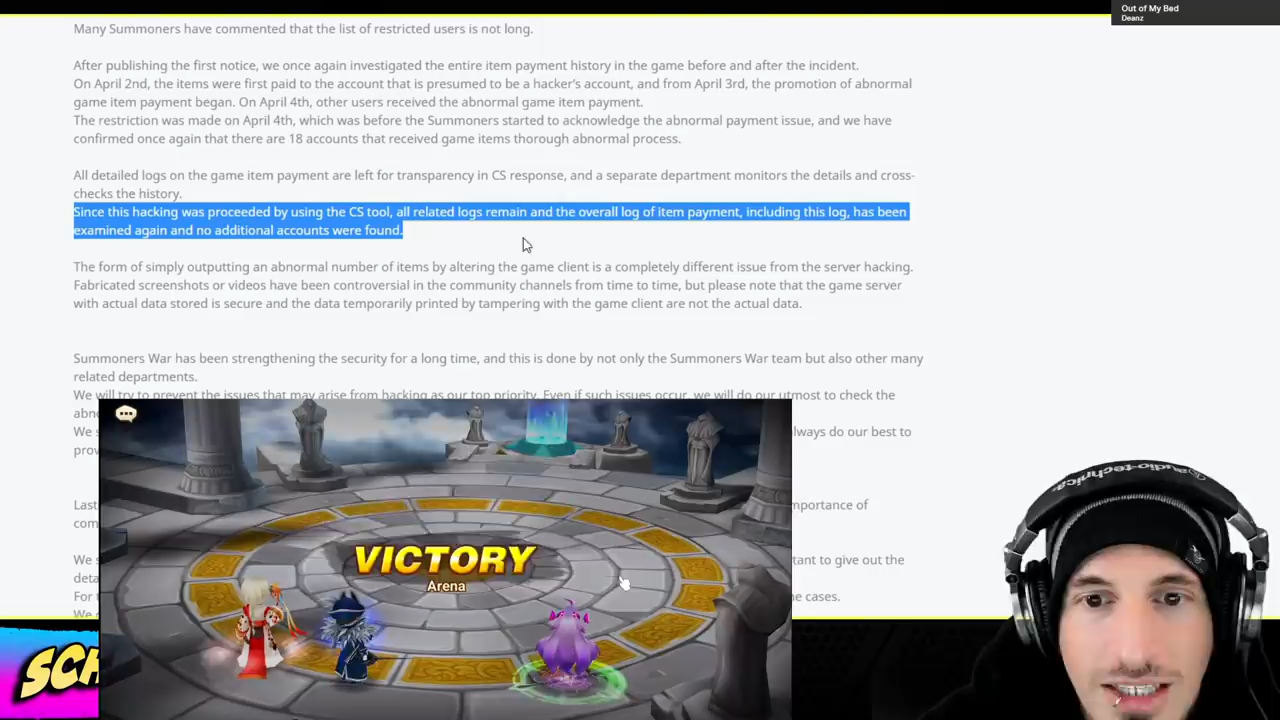 Out of My Bed
Deanz
Many Summoners have commented that the list of restricted users is not long.
After publishing the first notice, we once again investigated the entire item payment history in the game before and after the incident.
On April 2nd, the items were first paid to the account that is presumed to be a hacker's account, and from April 3rd, the promotion of abnormal
game item payment began. On April 4th, other users received the abnormal game item payment.
The restriction was made on April 4th, which was before the Summoners started to acknowledge the abnormal payment issue, and we have
confirmed once again that there are 18 accounts that received game items thorough abnormal process.
All detailed logs on the game item payment are left for transparency in CS response, and a separate department monitors the details and cross-
checks the history.
Since this hacking was proceeded by using the CS tool, all related logs remain and the overall log of item payment, including this log, has been
examined again and no additional accounts were found.
The form of simply outputting an abnormal number of items by altering the game client is a completely different issue from the server hacking.
Fabricated screenshots or videos have been controversial in the community channels from time to time, but please note that the game server
with actual data stored is secure and the data temporarily printed by tampering with the game client are not the actual data.
Summoners War has been strengthening the security for a long time, and this is done by not only the Summoners War team but also other many
related departments.
We will try to prevent the issues that may arise from hacking as our top priority. Even if such issues occur, we will do our utmost to check the
We lways do our best to
Last mportance of
We tant to give out the
e cases.
VICTORY
Arena
SCH
audio-technica